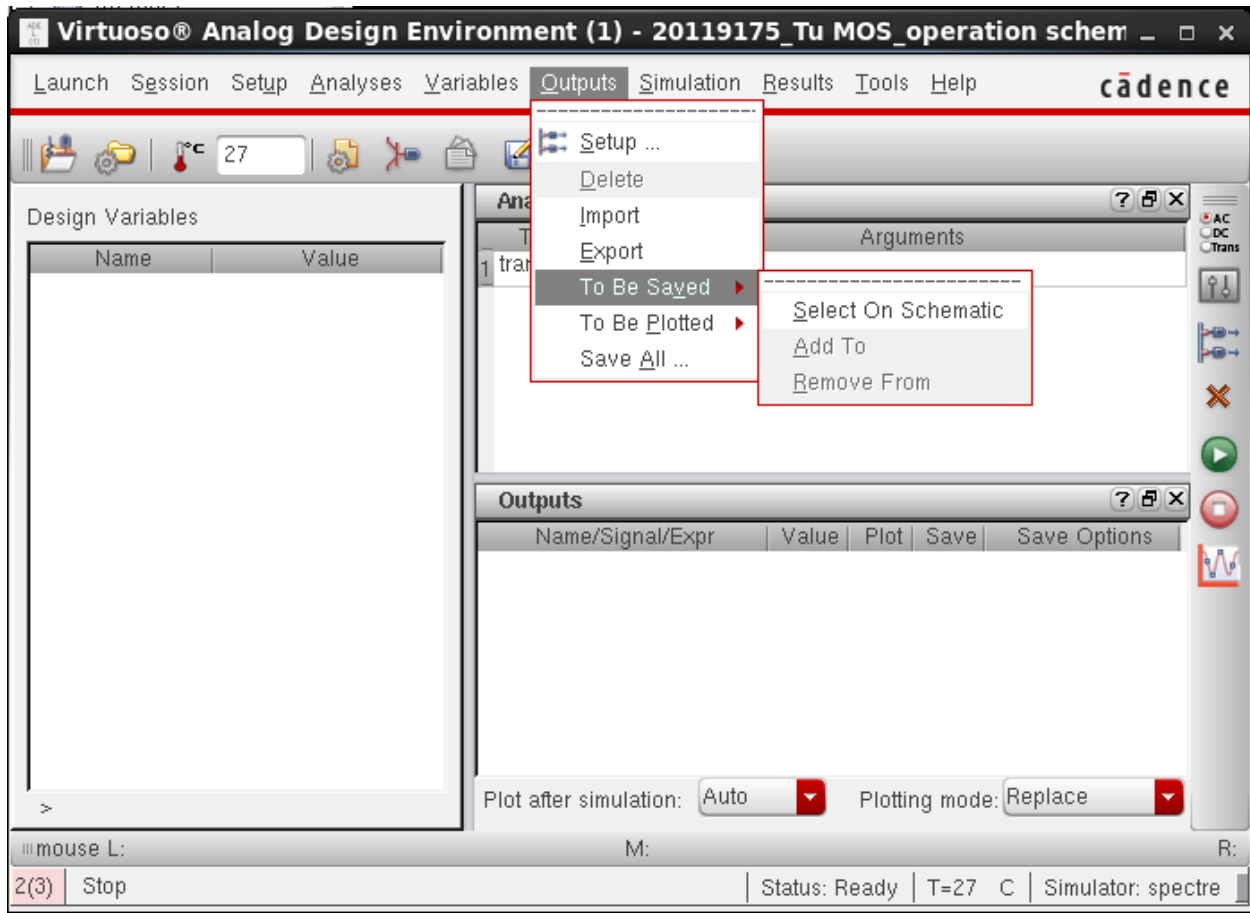 Virtuoso® Analog Design Environment (1) - 20119175_Tu MOS_operation schem
Launch Session Setup Analyses Variables Outputs Simulation Results Tools Help cādence
°C 27
Setup ...
Delete
Import
Export
To Be Saved
To Be Plotted
Save All ...
Select On Schematic
Add To
Remove From
Design Variables
Name Value
>
Ana
T Arguments
1 tran
Outputs
Name/Signal/Expr Value Plot Save Save Options
Plot after simulation: Auto Plotting mode: Replace
AC
DC
Trans
mouse L: M: R:
2(3) Stop Status: Ready T=27 C Simulator: spectre